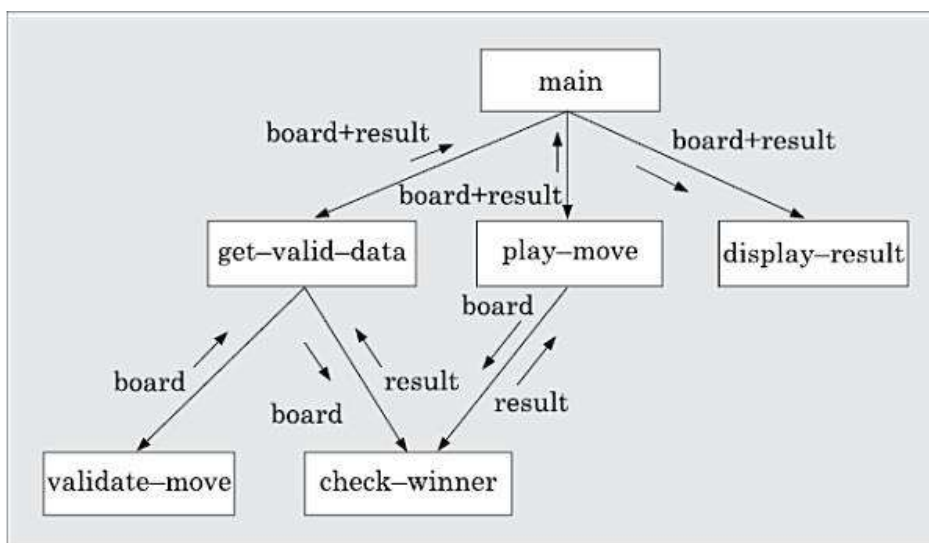 main
board+result
board+result
board+result
get–valid–data
play–move
display–result
board
board
result
board
result
validate–move
check–winner